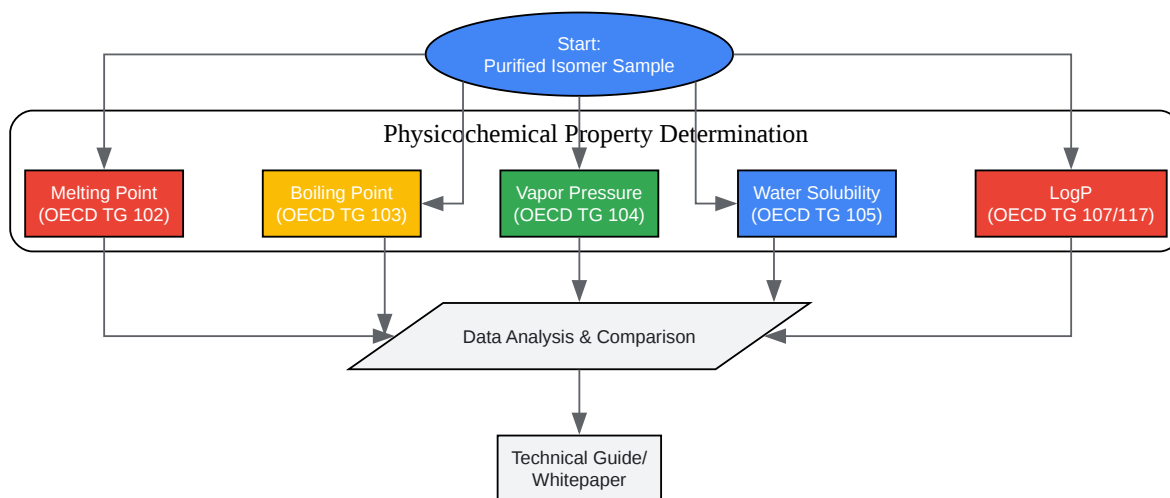 Start:
Purified Isomer Sample
Physicochemical Property Determination
Melting Point
(OECD TG 102)
Boiling Point
(OECD TG 103)
Vapor Pressure
(OECD TG 104)
Water Solubility
(OECD TG 105)
LogP
(OECD TG 107/117)
Data Analysis & Comparison
Technical Guide/
Whitepaper